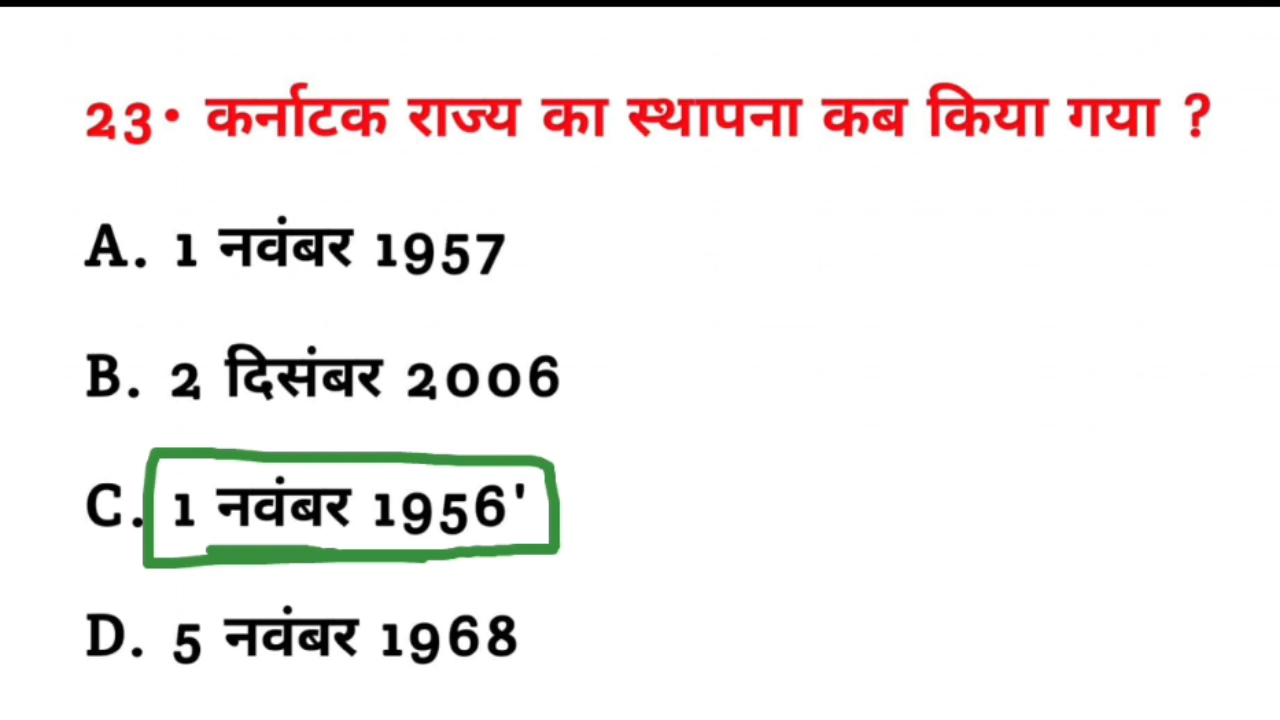 23• कर्नाटक राज्य का स्थापना कब किया गया ?
A. 1 नवंबर 1957
B. 2 दिसंबर 2006
C. 1 नवंबर 1956'
D. 5 नवंबर 1968